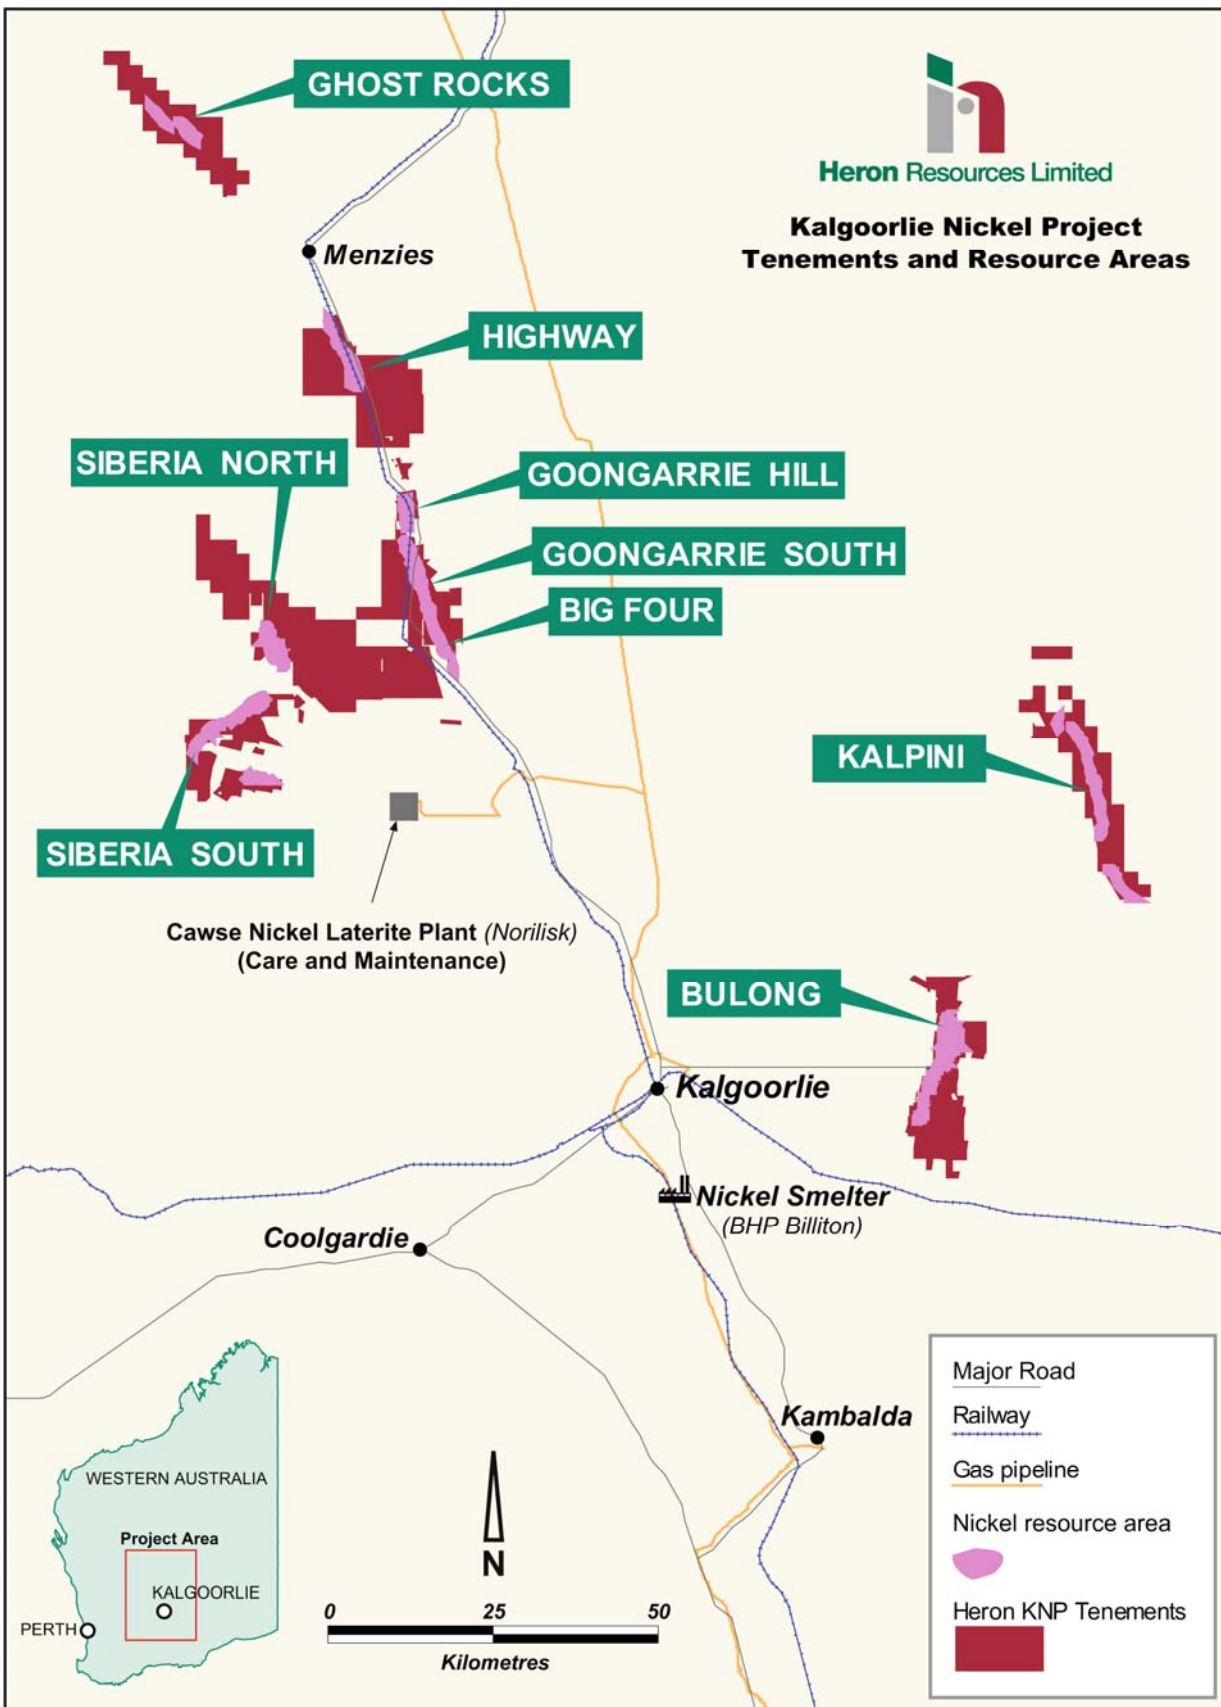 GHOST ROCKS
Heron Resources Limited
Kalgoorlie Nickel Project
Tenements and Resource Areas
Menzies
HIGHWAY
SIBERIA NORTH
GOONGARRIE HILL
GOONGARRIE SOUTH
BIG FOUR
KALPINI
SIBERIA SOUTH
Cawse Nickel Laterite Plant (Norilisk)
(Care and Maintenance)
BULONG
Kalgoorlie
Nickel Smelter
(BHP Billiton)
Coolgardie
Kambalda
WESTERN AUSTRALIA
Project Area
KALGOORLIE
PERTH
N
0 25 50
Kilometres
Major Road
Railway
Gas pipeline
Nickel resource area
Heron KNP Tenements